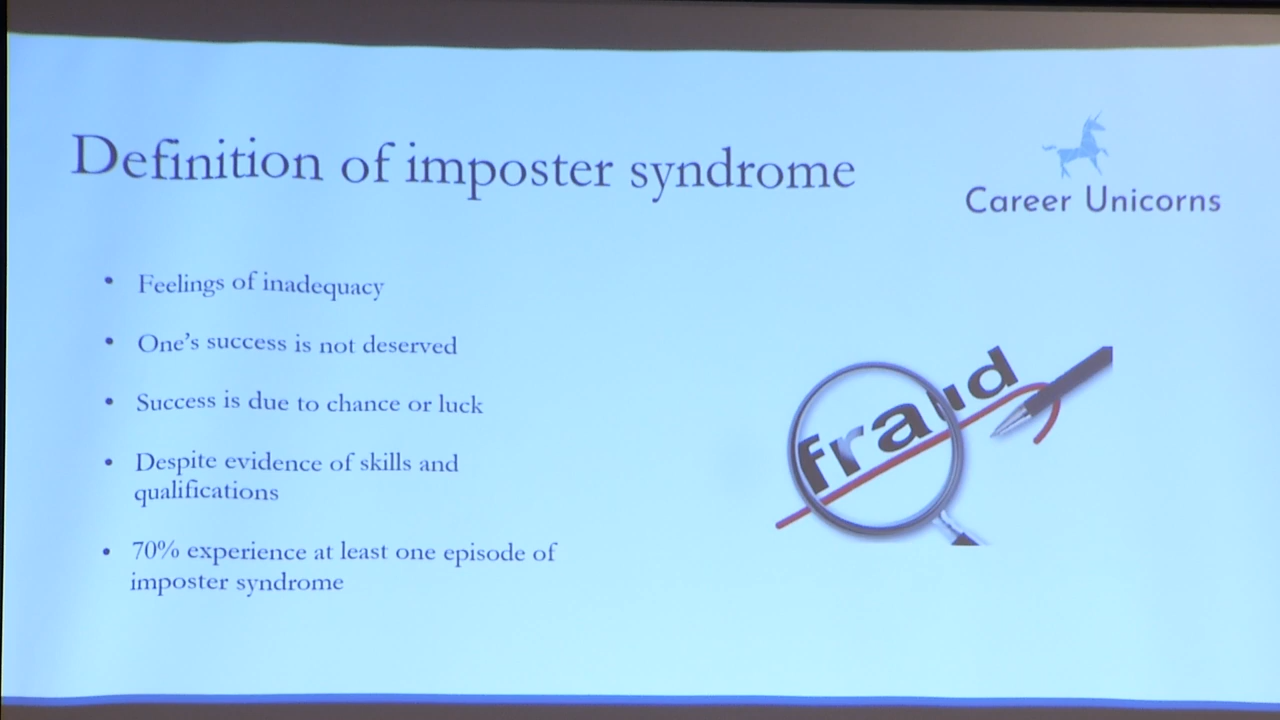 Definition of imposter syndrome
Career Unicorns
• Feelings of inadequacy
• One's success is not deserved
• Success is due to chance or luck
• Despite evidence of skills and
qualifications
• 70% experience at least one episode of
imposter syndrome
fraud